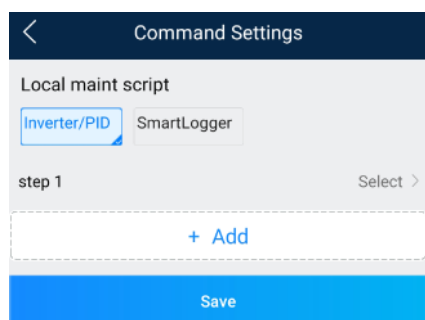 Command Settings
Local maint script
Inverter/PID SmartLogger
step 1 Select >
+ Add
Save